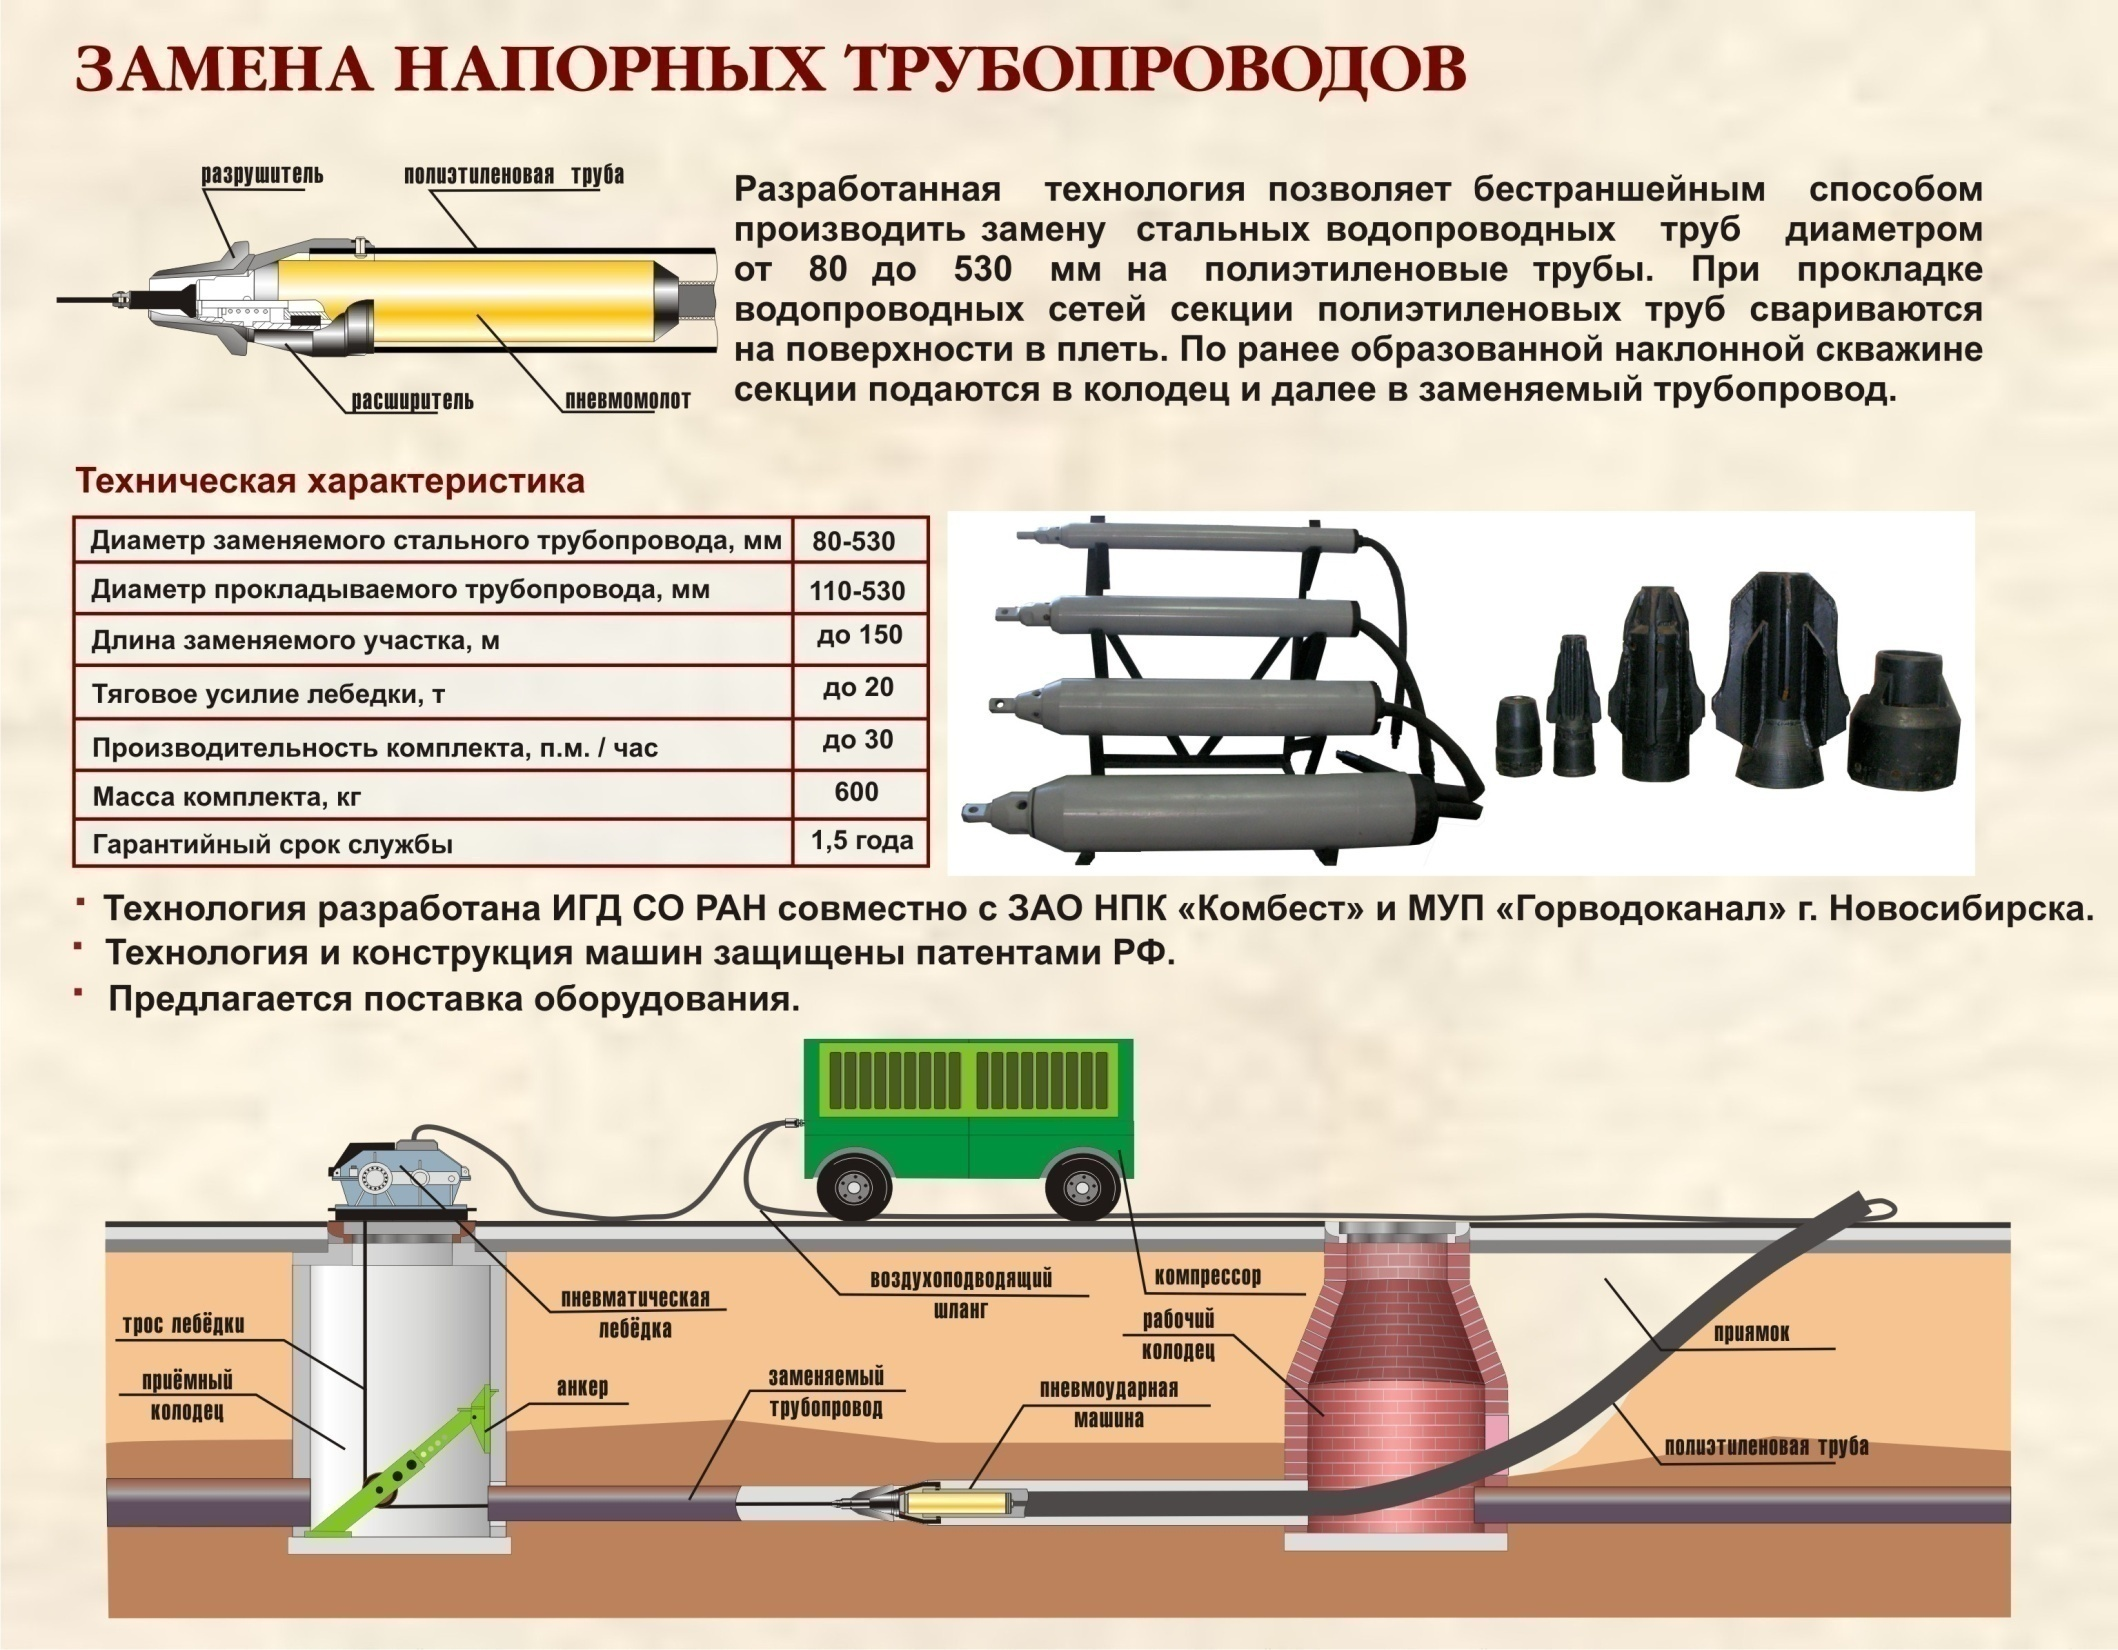 ЗАМЕНА НАПОРНЫХ ТРУБОПРОВОДОВ
разрушитель
полиэтиленовая труба
расширитель
пневмомолот
Разработанная технология позволяет бестраншейным способом
производить замену стальных водопроводных труб диаметром
от 80 до 530 мм на полиэтиленовые трубы. При прокладке
водопроводных сетей секции полиэтиленовых труб свариваются
на поверхности в плеть. По ранее образованной наклонной скважине
секции подаются в колодец и далее в заменяемый трубопровод.
Техническая характеристика
Диаметр заменяемого стального трубопровода, мм 80-530
Диаметр прокладываемого трубопровода, мм 110-530
Длина заменяемого участка, м до 150
Тяговое усилие лебедки, т до 20
Производительность комплекта, п.м. / час до 30
Масса комплекта, кг 600
Гарантийный срок службы 1,5 года
· Технология разработана ИГД СО РАН совместно с ЗАО НПК «Комбест» и МУП «Горводоканал» г. Новосибирска.
· Технология и конструкция машин защищены патентами РФ.
· Предлагается поставка оборудования.
трос лебёдки
приёмный
колодец
пневматическая
лебёдка
анкер
воздухоподводящий
шланг
заменяемый
трубопровод
компрессор
рабочий
колодец
пневмоударная
машина
приямок
полиэтиленовая труба